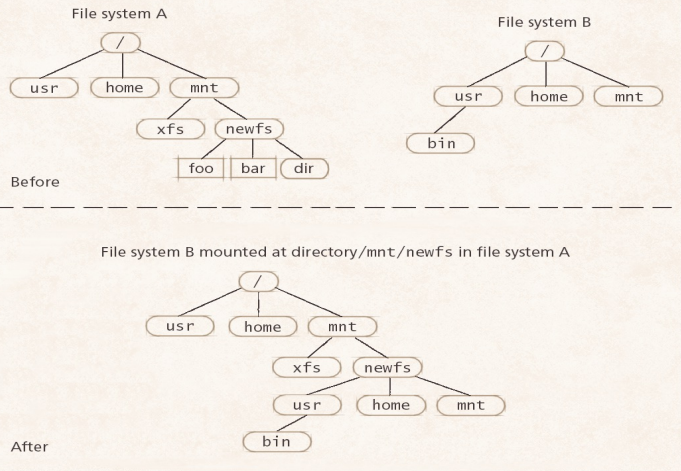 File system A
File system B
/
usr
home
mnt
xfs
newfs
foo
bar
dir
/
usr
home
mnt
bin
Before
File system B mounted at directory/mnt/newfs in file system A
/
usr
home
mnt
xfs
newfs
usr
home
mnt
bin
After